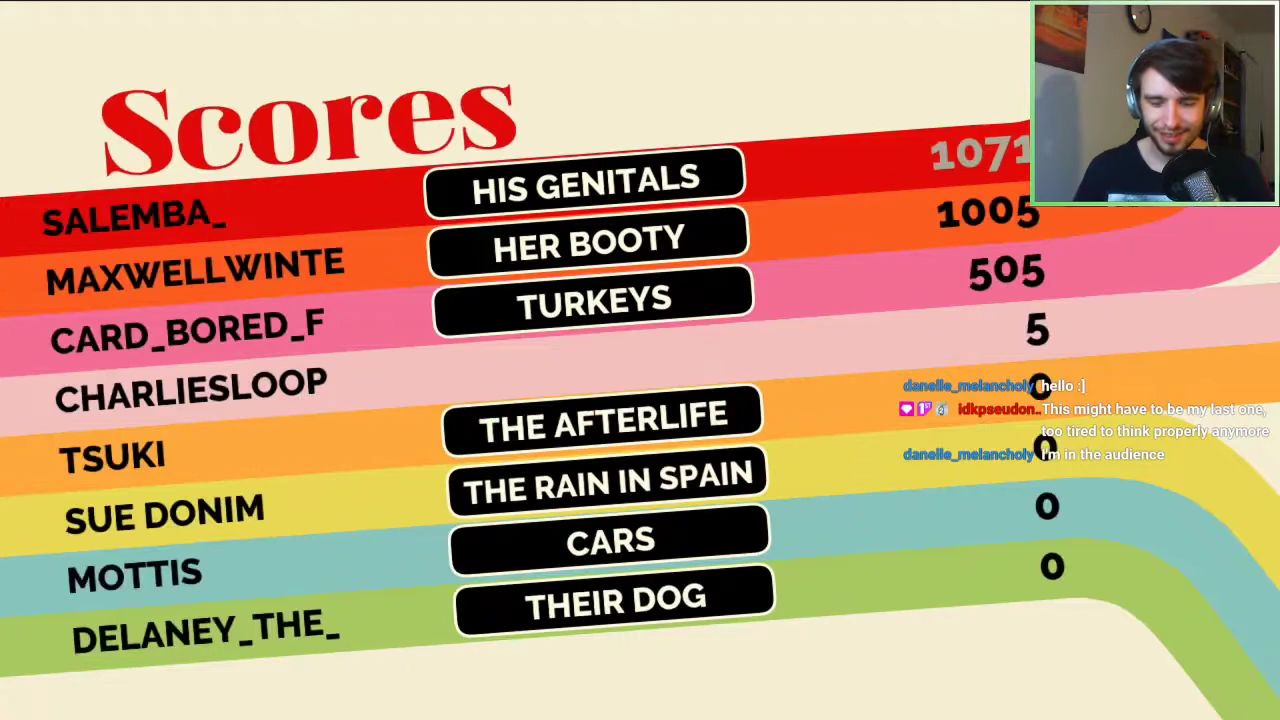 Scores
SALEMBA_ HIS GENITALS 1071
MAXWELLWINTE HER BOOTY 1005
CARD_BORED_F TURKEYS 505
CHARLIESLOOP 5
TSUKI THE AFTERLIFE 0
SUE DONIM THE RAIN IN SPAIN 0
MOTTIS CARS 0
DELANEY_THE_ THEIR DOG 0
danelle_melancholy hello :]
idkpseudon.. This might have to be my last one,
too tired to think properly anymore
danelle_melancholy I'm in the audience